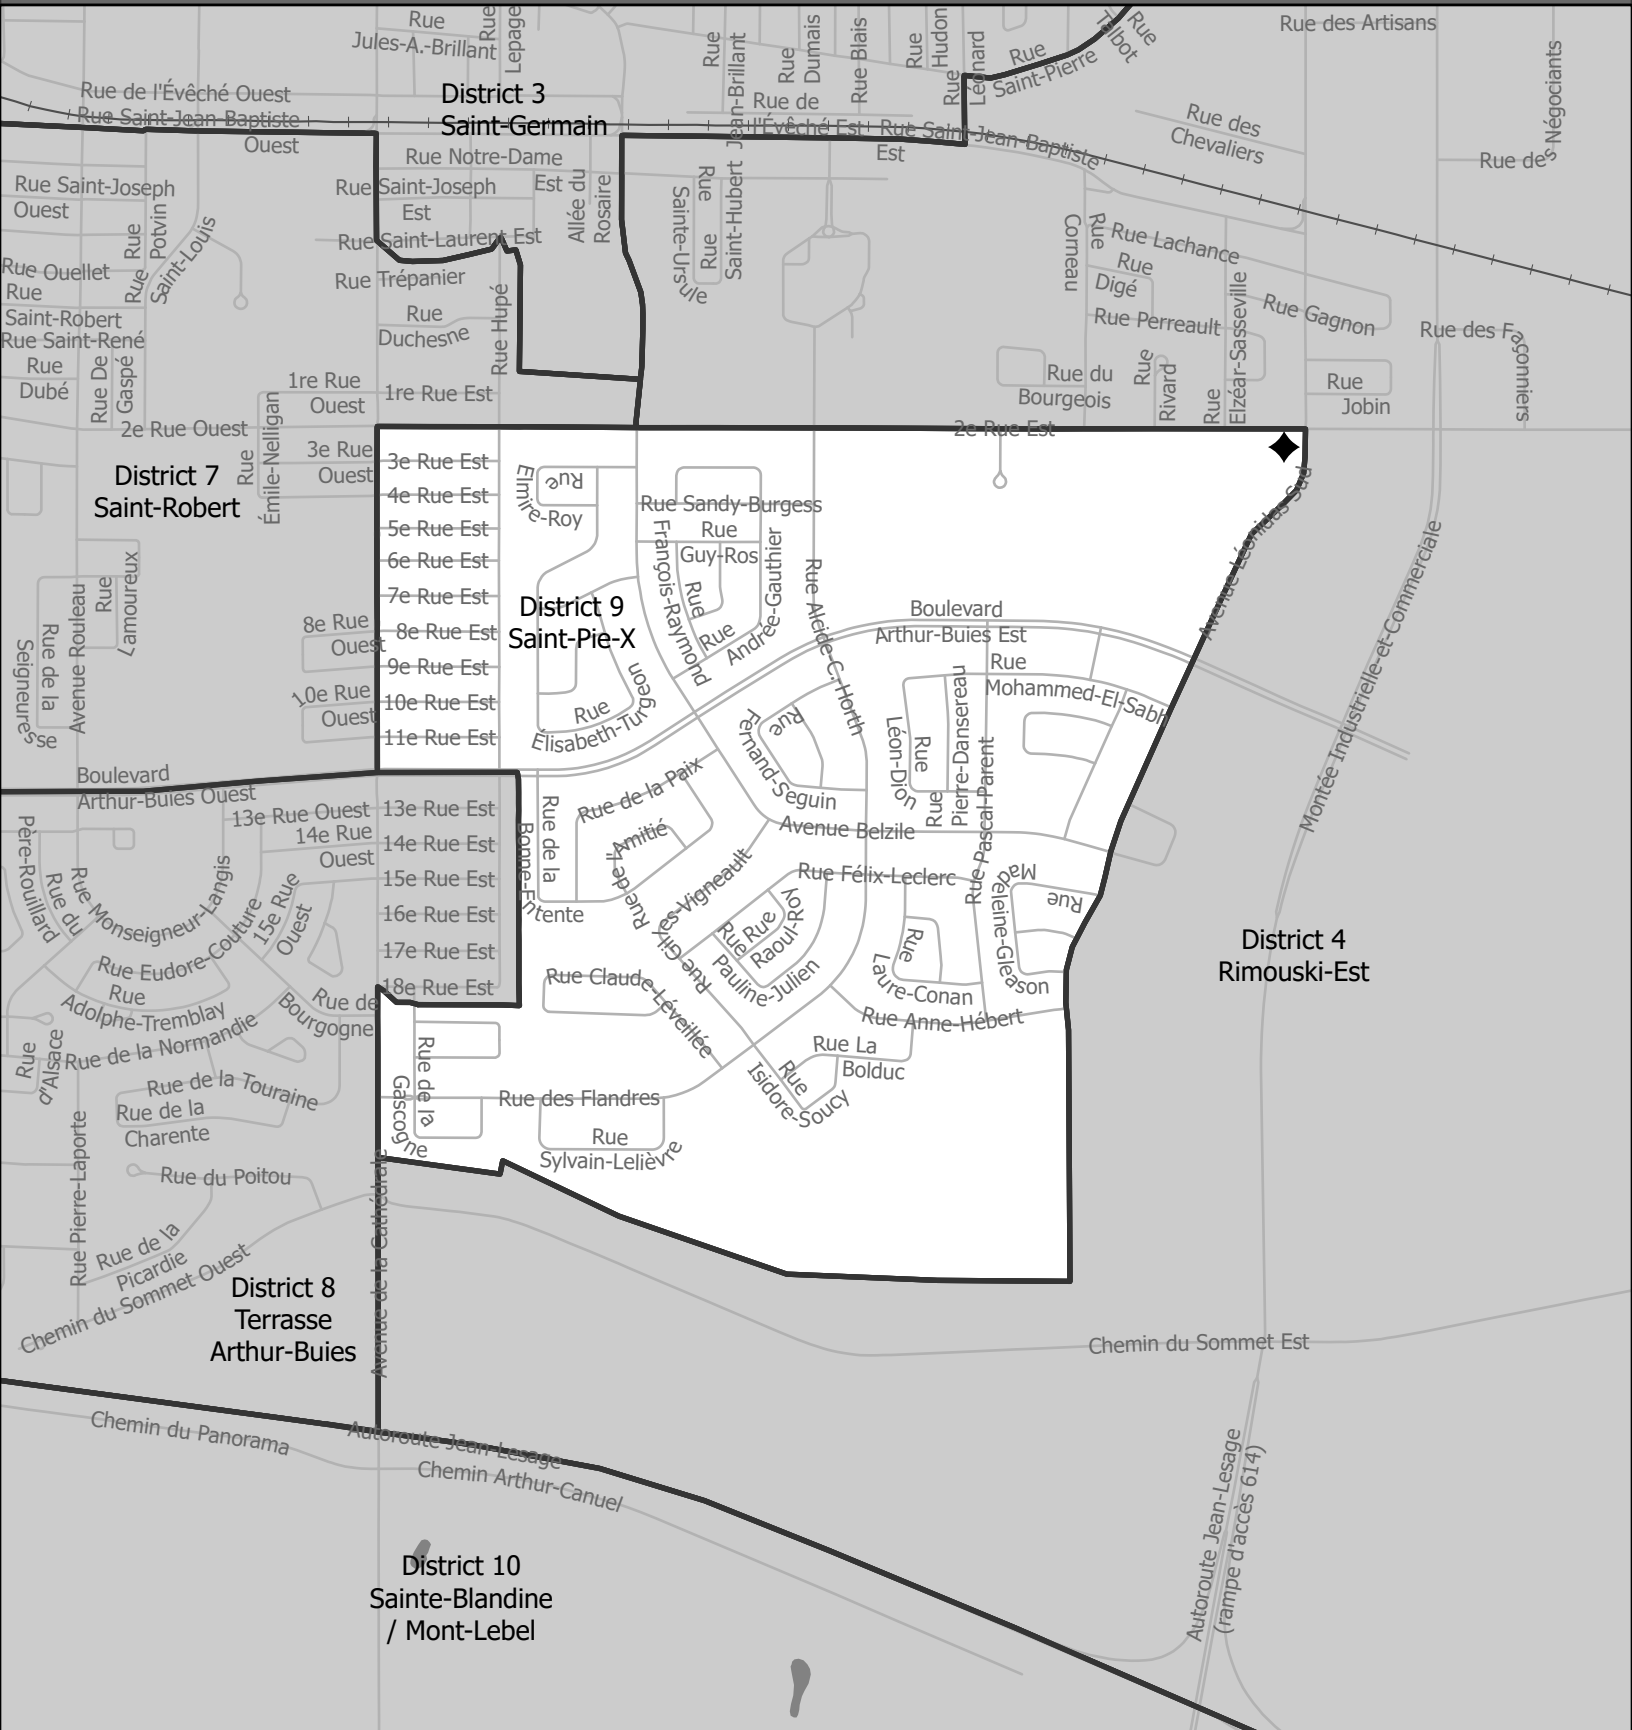 Rue
Jules-A.-Brillant
Rue
Lepage
Rue
Jean-Brillant
Rue
Dumais
Rue Blais
Rue
Hudon
Rue
Léonard
Rue
Saint-Pierre
Rue
Talbot
Rue des Artisans
Rue des Négociants
Rue de l'Évêché Ouest
District 3
Saint-Germain
Rue Saint-Jean-Baptiste
Ouest
Rue de
l'Évêché Est
Rue Saint-Jean-Baptiste
Est
Rue des
Chevaliers
Rue Notre-Dame
Est
Rue Saint-Joseph
Ouest
Rue
Potvin
Rue
Saint-Louis
Rue Saint-Joseph
Est
Allée du
Rosaire
Rue
Sainte-Ursule
Rue
Saint-Hubert
Rue Saint-Laurent Est
Rue
Corneau
Rue Lachance
Rue Ouellet
Rue
Saint-Robert
Rue Trépanier
Rue
Duchesne
Rue Hupé
Rue
Digé
Rue Perreault
Rue Gagnon
Rue des Façonniers
Rue Saint-René
Rue
Dubé
Rue De
Gaspé
1re Rue
Ouest
1re Rue Est
Rue du
Bourgeois
Rue
Rivard
Rue
Elzéar-Sasseville
Rue
Jobin
2e Rue Ouest
Rue
Émile-Nelligan
2e Rue Est
3e Rue
Ouest
3e Rue Est
4e Rue Est
5e Rue Est
6e Rue Est
7e Rue Est
8e Rue Est
9e Rue Est
10e Rue Est
11e Rue Est
District 7
Saint-Robert
Rue
Elmire-Roy
Rue Sandy-Burgess
Rue
Guy-Ros
Rue
François-Raymond
Rue
André-Gauthier
Rue Alcide-C.-Horth
Avenue Léonidas Sud
Montée Industrielle-et-Commerciale
Rue
Lamoureux
Rue de la
Seigneuresse
Avenue Rouleau
8e Rue
Ouest
10e Rue
Ouest
District 9
Saint-Pie-X
Boulevard
Arthur-Buies Est
Rue
Élisabeth-Turgeon
Rue
Mohammed-El-Sabh
Rue
Fernand-Seguin
Rue
Léon-Dion
Rue
Pierre-Dansereau
Rue Pascal-Parent
Boulevard
Arthur-Buies Ouest
13e Rue Ouest
14e Rue
Ouest
13e Rue Est
14e Rue Est
15e Rue Est
16e Rue Est
17e Rue Est
18e Rue Est
Rue de la
Bonne-Entente
Rue de la Paix
Rue de l'Amitié
Avenue Belzile
Rue du
Père-Rouillard
Rue Monseigneur-Langis
15e Rue
Ouest
Rue Eudore-Couture
Rue
Adolphe-Tremblay
Rue de
Bourgogne
Rue Gilles-Vigneault
Rue
Raoul-Roy
Rue
Pauline-Julien
Rue Félix-Leclerc
Rue
Madeleine-Gleason
Rue
Laure-Conan
District 4
Rimouski-Est
Rue Claude-Léveillée
Rue Anne-Hébert
Rue
d'Alsace
Rue de la Normandie
Rue de la Touraine
Rue de la
Charente
Rue de la
Gascogne
Rue La
Bolduc
Rue
Isidore-Soucy
Rue des Flandres
Rue
Sylvain-Lelièvre
Rue Pierre-Laporte
Rue du Poitou
Rue de la
Picardie
Chemin du Sommet Ouest
District 8
Terrasse
Arthur-Buies
Avenue de la Cathédrale
Chemin du Sommet Est
Chemin du Panorama
Autoroute Jean-Lesage
Chemin Arthur-Canuel
Autoroute Jean-Lesage
(rampe d'accès 614)
District 10
Sainte-Blandine
/ Mont-Lebel